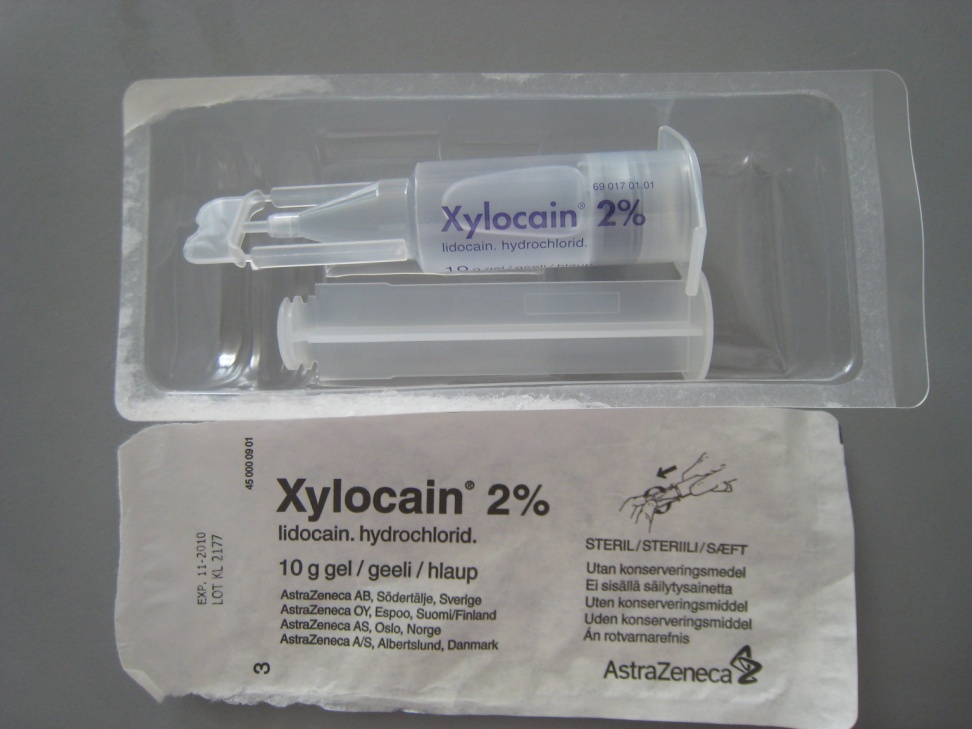 69 017 01 01
Xylocain® 2%
lidocain. hydrochlorid.
10 g gel / geeli / hlaup
45 000 09 01
Xylocain® 2%
lidocain. hydrochlorid.
10 g gel / geeli / hlaup
AstraZeneca AB, Södertälje, Sverige
AstraZeneca OY, Espoo, Suomi/Finland
AstraZeneca AS, Oslo, Norge
AstraZeneca A/S, Albertslund, Danmark
EXP. 11-2010
LOT KL 2177
3
STERIL/STERIILI/SÆFT
Utan konserveringsmedel
Ei sisällä säilytysainetta
Uten konserveringsmiddel
Uden konserveringsmiddel
Án rotvarnarefnis
AstraZeneca